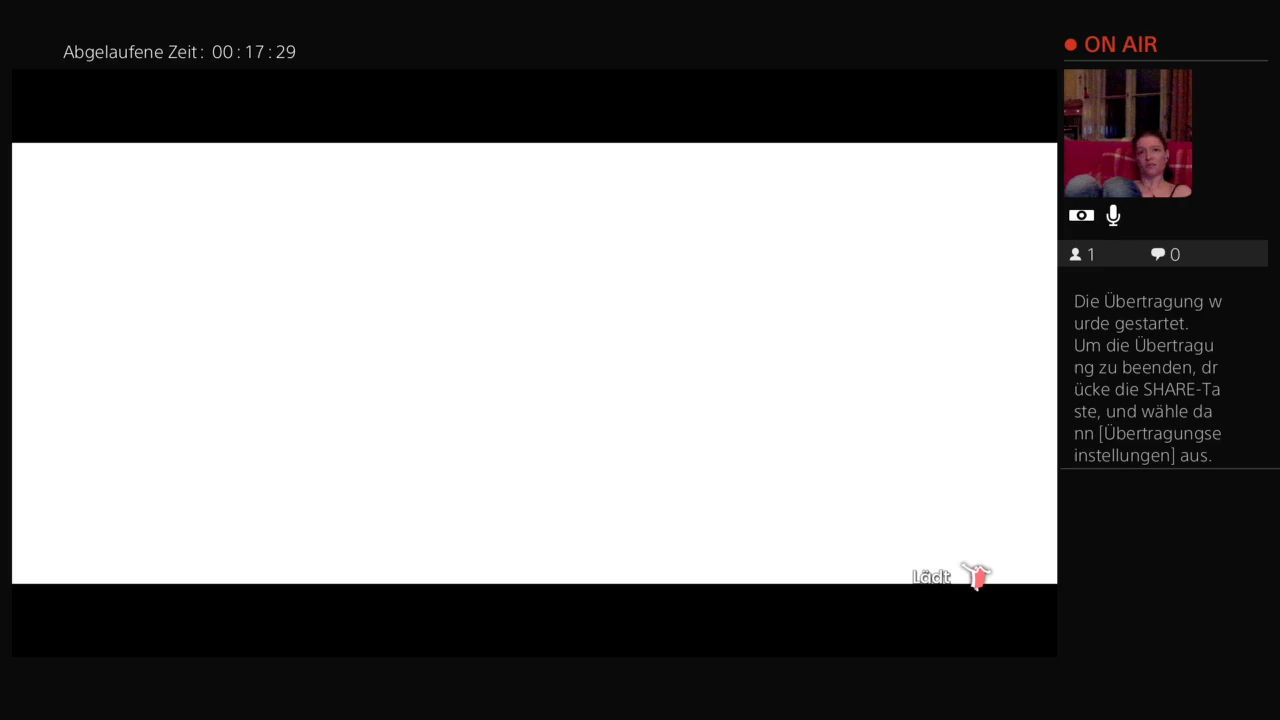 Abgelaufene Zeit: 00:17:29
ON AIR
1 0
Die Übertragung w
urde gestartet.
Um die Übertragu
ng zu beenden, dr
ücke die SHARE-Ta
ste, und wähle da
nn [Übertragungse
instellungen] aus.
Lädt